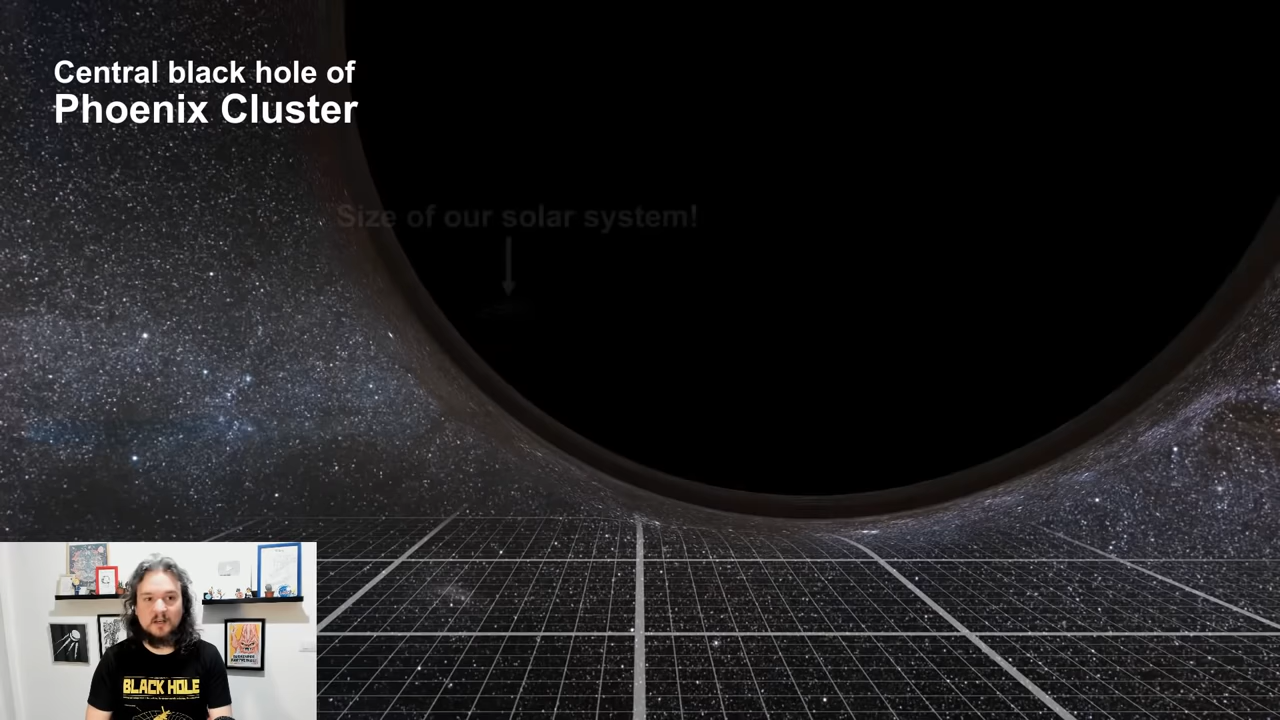 Central black hole of
Phoenix Cluster
Size of our solar system!
BLACK HOLE